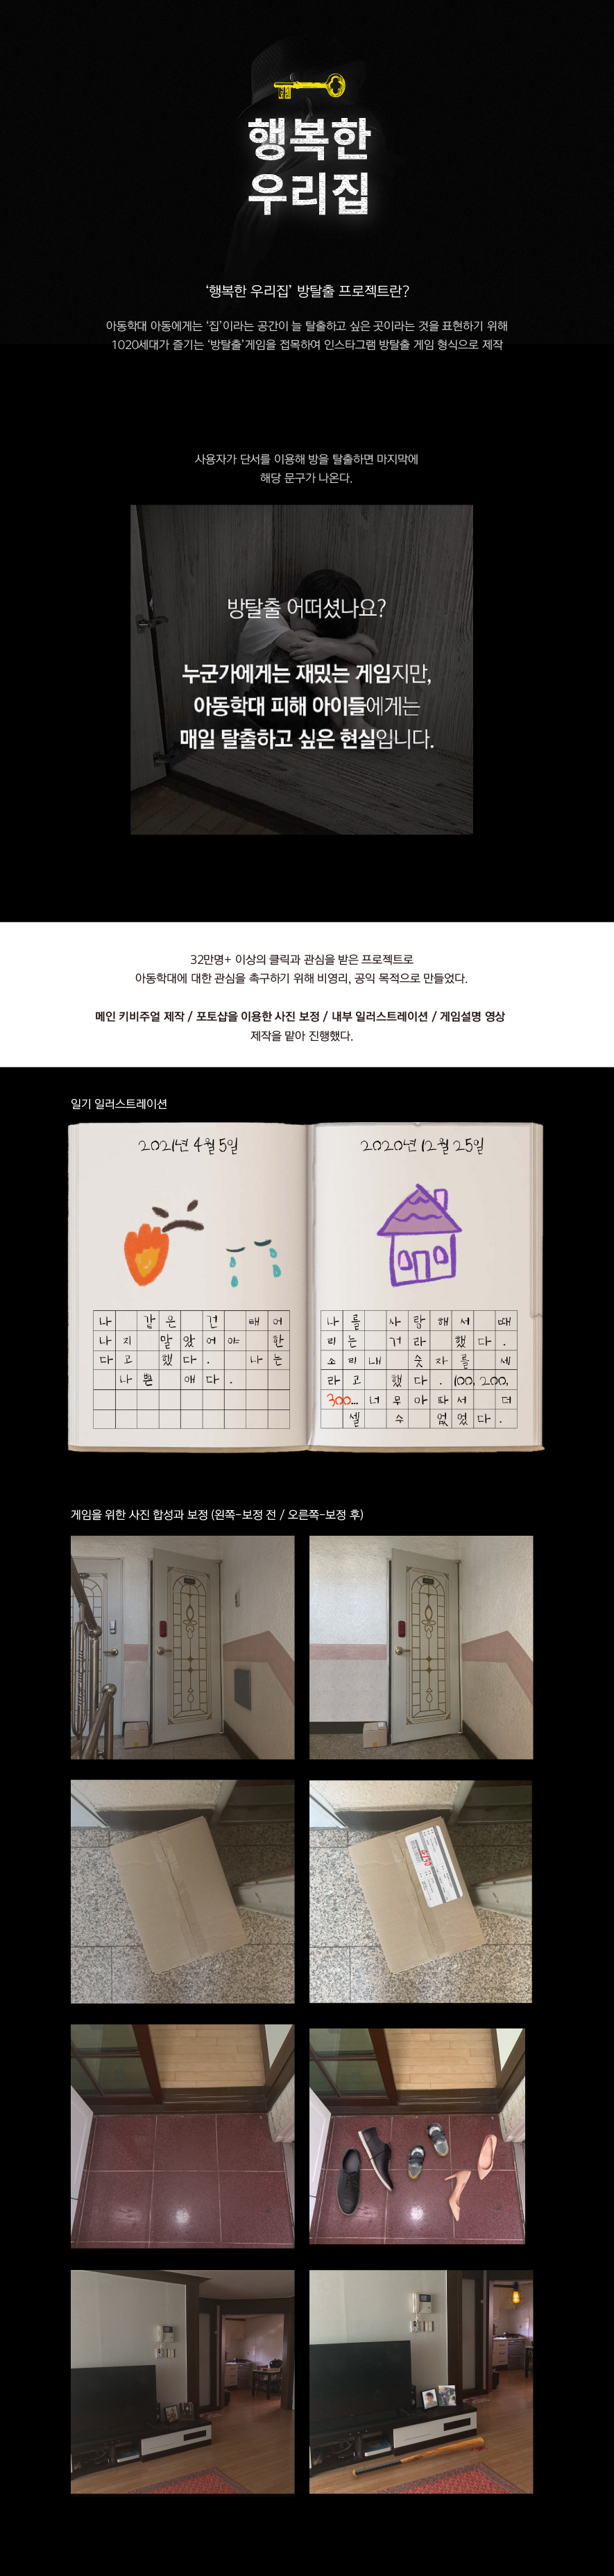 행복한
우리집
‘행복한 우리집’ 방탈출 프로젝트란?
아동학대 아동에게는 ‘집’이라는 공간이 늘 탈출하고 싶은 곳이라는 것을 표현하기 위해
1020세대가 즐기는 ‘방탈출’게임을 접목하여 인스타그램 방탈출 게임 형식으로 제작
사용자가 단서를 이용해 방을 탈출하면 마지막에
해당 문구가 나온다.
방탈출 어떠셨나요?
누군가에게는 재밌는 게임지만,
아동학대 피해 아이들에게는
매일 탈출하고 싶은 현실입니다.
32만명+ 이상의 클릭과 관심을 받은 프로젝트로
아동학대에 대한 관심을 촉구하기 위해 비영리, 공익 목적으로 만들었다.
메인 키비주얼 제작 / 포토샵을 이용한 사진 보정 / 내부 일러스트레이션 / 게임설명 영상
제작을 맡아 진행했다.
일기 일러스트레이션
2021년 4월 5일
나 같은 건 태어
나지 말았어야 한
다고 했다. 나는
나쁜 애다.
2020년 12월 25일
나를 사랑해서 때
리는 거라 했다.
소리내 숫자를 세
라고 했다. 100, 200,
300... 너무 아파서 더
셀 수 없었다.
게임을 위한 사진 합성과 보정 (왼쪽-보정 전 / 오른쪽-보정 후)